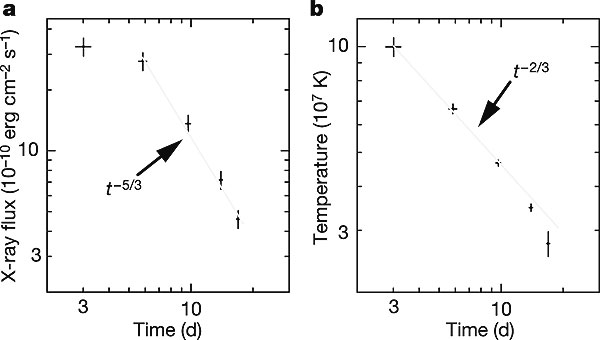 a
X-ray flux (10⁻¹⁰ erg cm⁻² s⁻¹)
10
3
t⁻⁵/³
3
10
Time (d)
b
Temperature (10⁷ K)
10
3
t⁻²/³
3
10
Time (d)